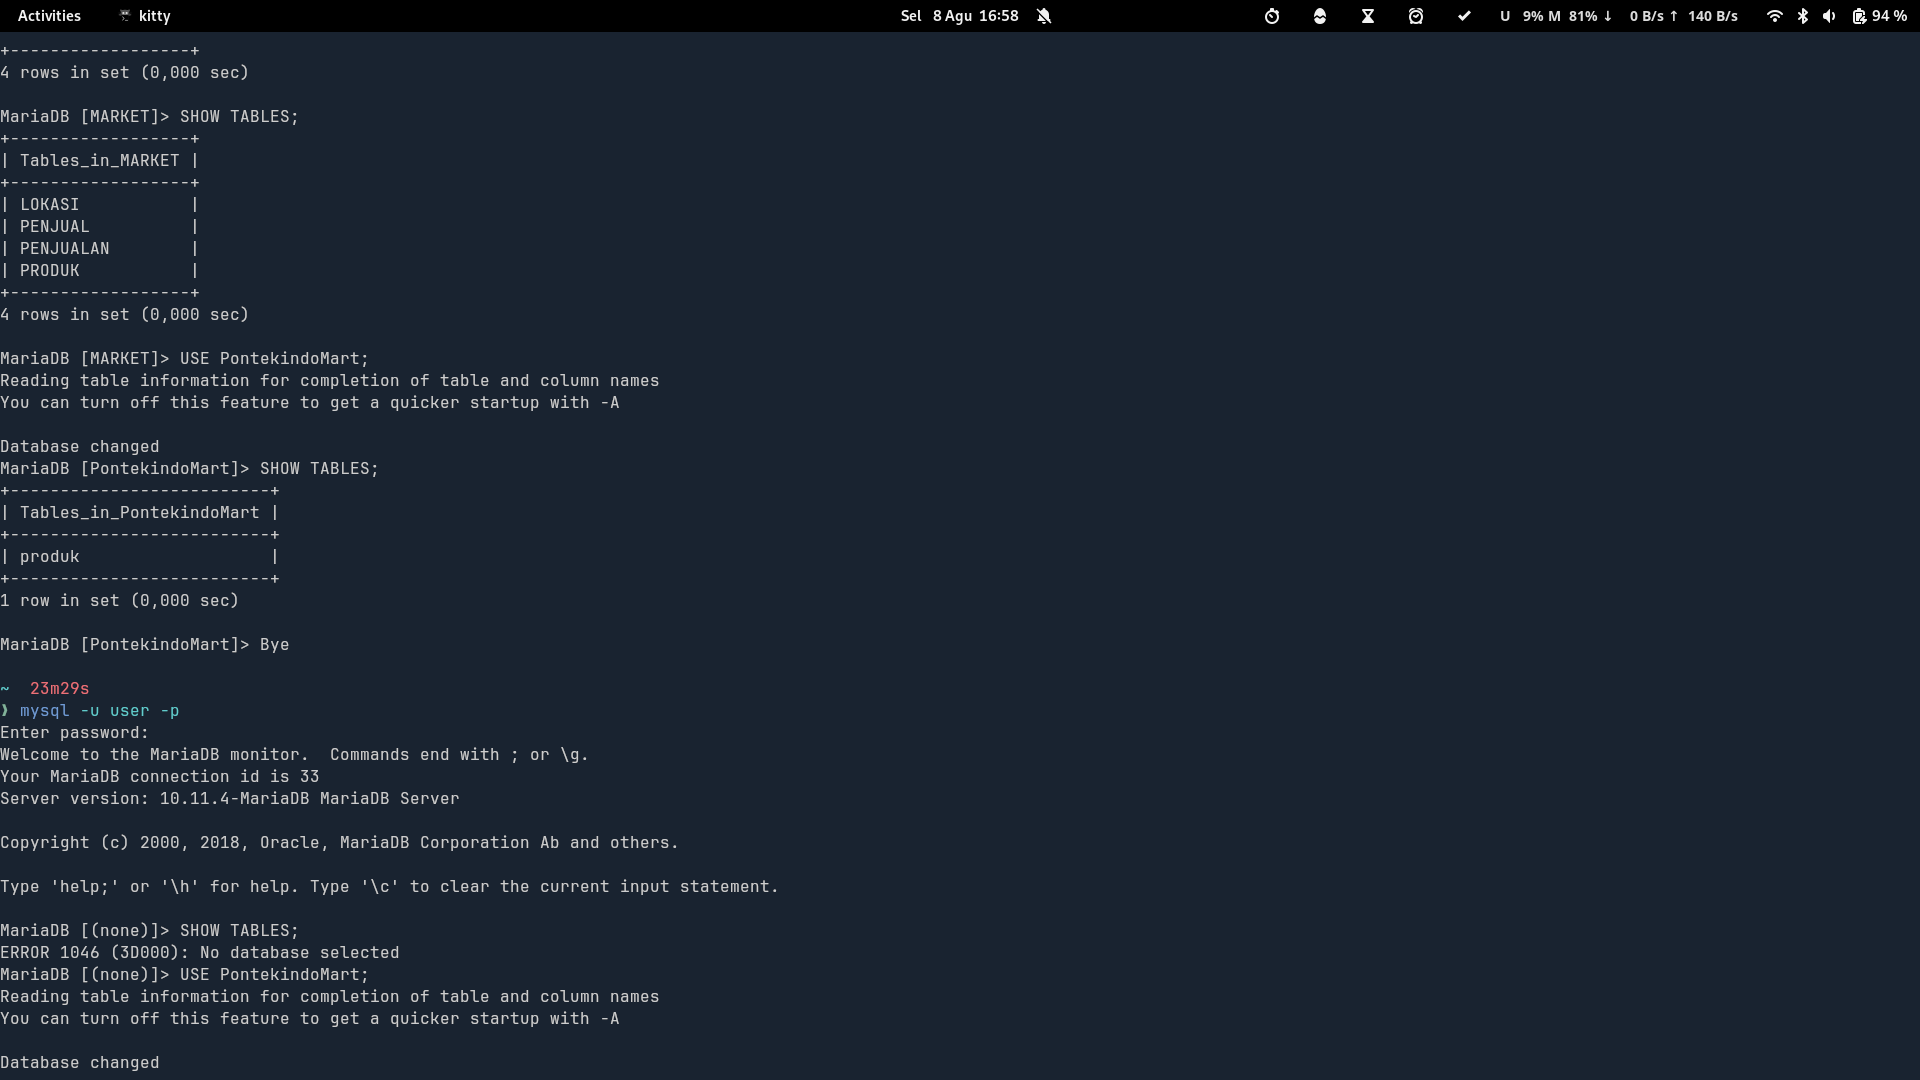 Activities kitty Sel 8 Agu 16:58 U 9% M 81% ↓ 0 B/s ↑ 140 B/s 94 %
+------------------+
4 rows in set (0,000 sec)
MariaDB [MARKET]> SHOW TABLES;
+------------------+
| Tables_in_MARKET |
+------------------+
| LOKASI           |
| PENJUAL          |
| PENJUALAN        |
| PRODUK           |
+------------------+
4 rows in set (0,000 sec)
MariaDB [MARKET]> USE PontekindoMart;
Reading table information for completion of table and column names
You can turn off this feature to get a quicker startup with -A
Database changed
MariaDB [PontekindoMart]> SHOW TABLES;
+--------------------------+
| Tables_in_PontekindoMart |
+--------------------------+
| produk                   |
+--------------------------+
1 row in set (0,000 sec)
MariaDB [PontekindoMart]> Bye
~  23m29s
❫ mysql -u user -p
Enter password:
Welcome to the MariaDB monitor.  Commands end with ; or \g.
Your MariaDB connection id is 33
Server version: 10.11.4-MariaDB MariaDB Server
Copyright (c) 2000, 2018, Oracle, MariaDB Corporation Ab and others.
Type 'help;' or '\h' for help. Type '\c' to clear the current input statement.
MariaDB [(none)]> SHOW TABLES;
ERROR 1046 (3D000): No database selected
MariaDB [(none)]> USE PontekindoMart;
Reading table information for completion of table and column names
You can turn off this feature to get a quicker startup with -A
Database changed